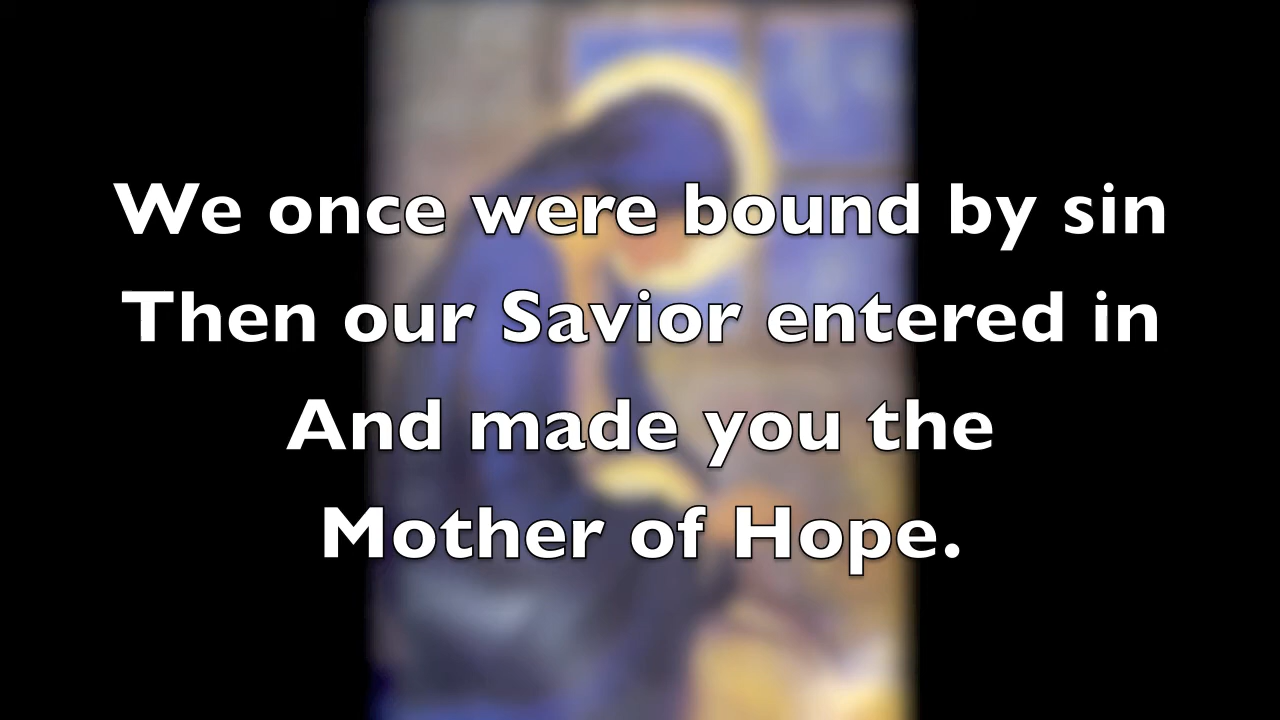 We once were bound by sin
Then our Savior entered in
And made you the
Mother of Hope.